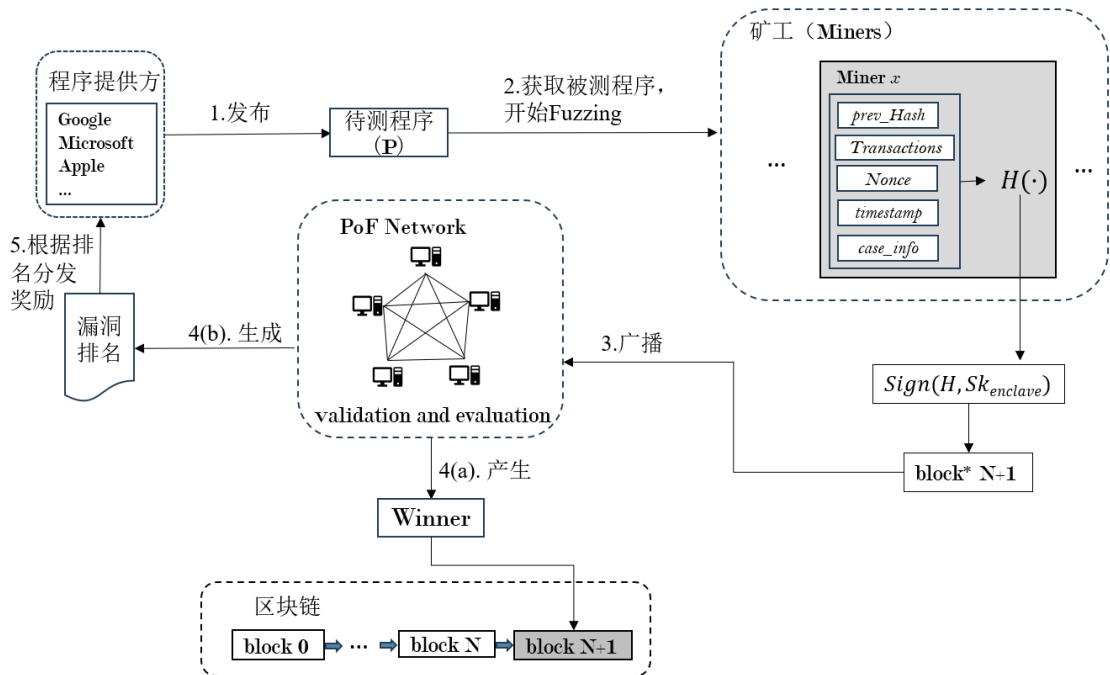 程序提供方
Google
Microsoft
Apple
...
1.发布
待测程序
(P)
2.获取被测程序，
开始Fuzzing
矿工（Miners）
Miner x
prev_Hash
Transactions
Nonce
timestamp
case_info
H(·)
...
...
Sign(H, Sk_enclave)
block* N+1
3.广播
PoF Network
validation and evaluation
4(b). 生成
漏洞
排名
5.根据排
名分发
奖励
4(a). 产生
Winner
区块链
block 0
...
block N
block N+1